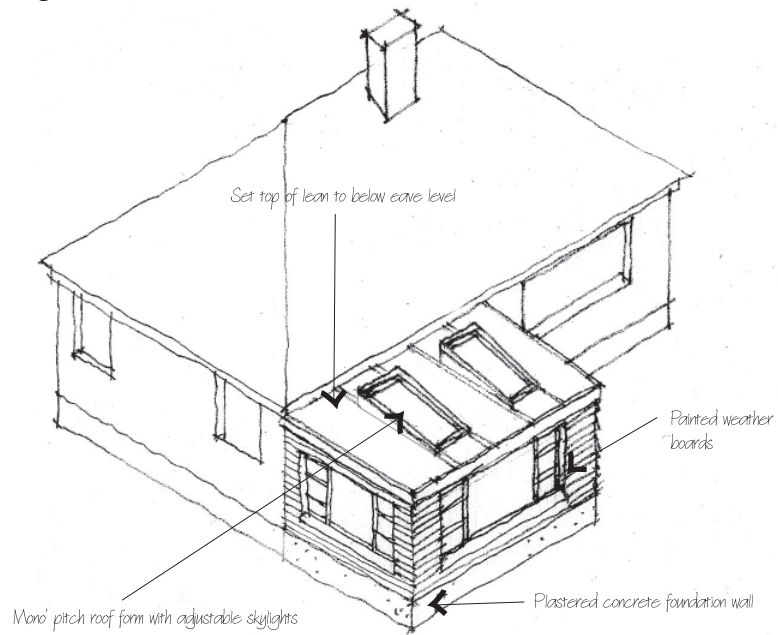 Set top of lean to below eave level
Painted weather
boards
Plastered concrete foundation wall
Mono' pitch roof form with adjustable skylights